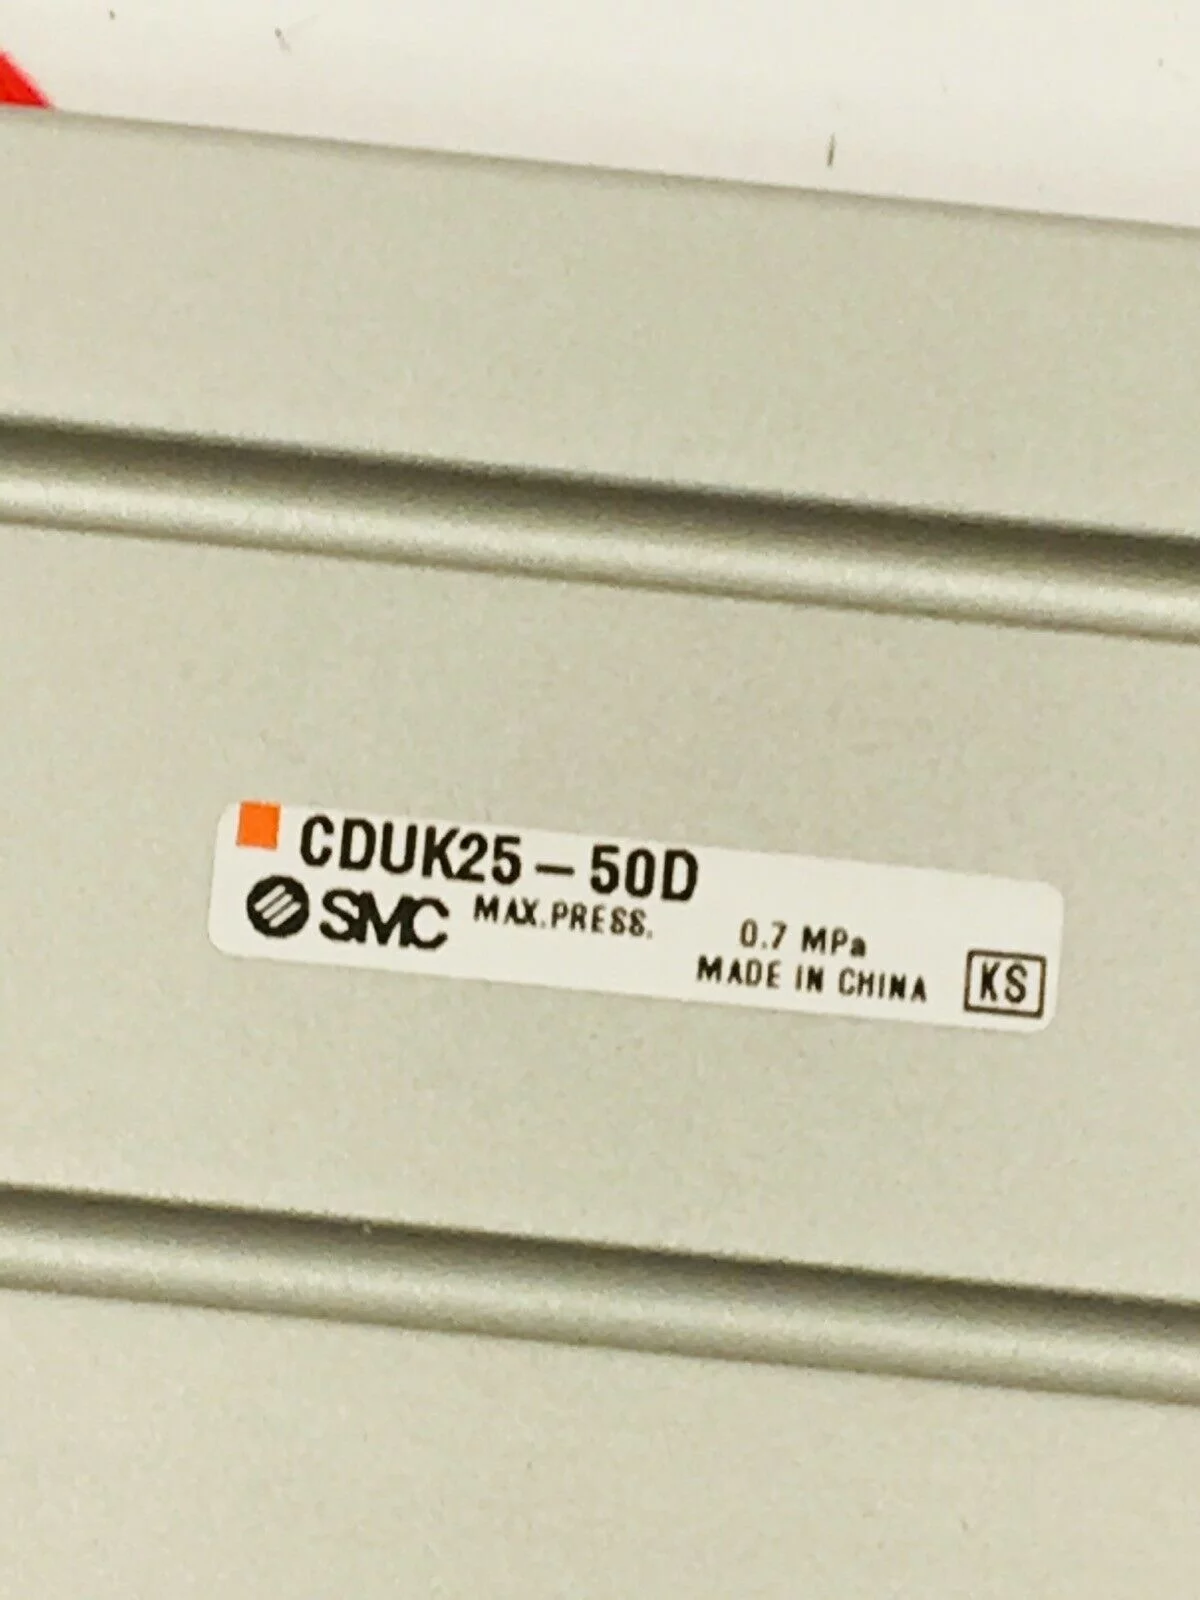 CDUK25-50D
SMC MAX.PRESS. 0.7 MPa
MADE IN CHINA KS